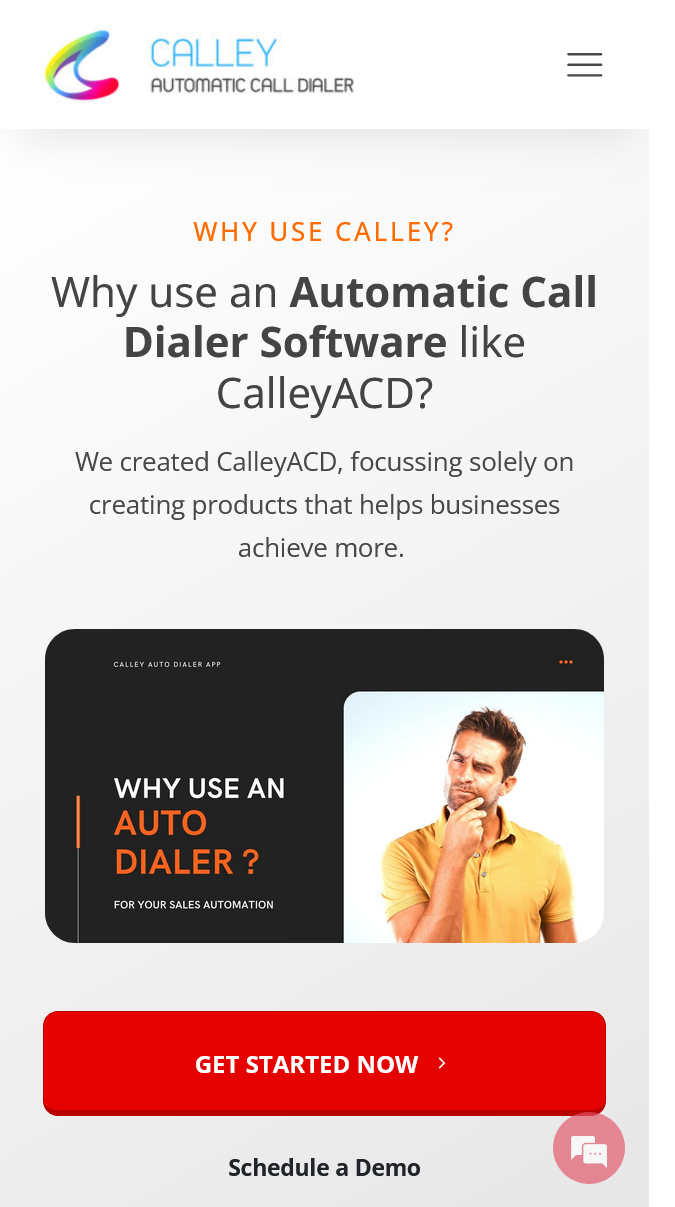 CALLEY
AUTOMATIC CALL DIALER
WHY USE CALLEY?
Why use an Automatic Call
Dialer Software like
CalleyACD?
We created CalleyACD, focussing solely on
creating products that helps businesses
achieve more.
CALLEY AUTO DIALER APP
WHY USE AN
AUTO
DIALER ?
FOR YOUR SALES AUTOMATION
GET STARTED NOW
Schedule a Demo